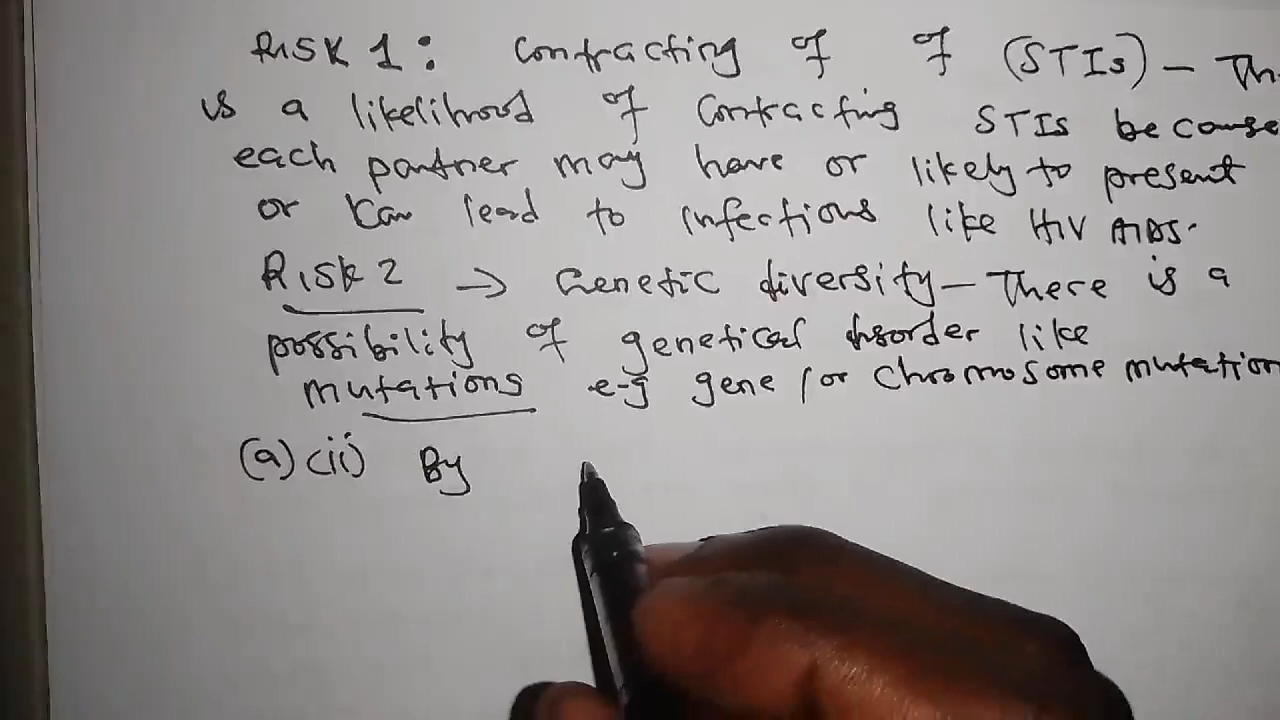 RISK 1: Contracting of of (STIs) – Th
is a likelihood of contracting STIs because
each partner may have or likely to present
or can lead to infections like HIV AIDS.
RISK 2 → Genetic diversity – There is a
possibility of genetical disorder like
mutations e-g gene / or chromosome mutation
(a) (ii) By